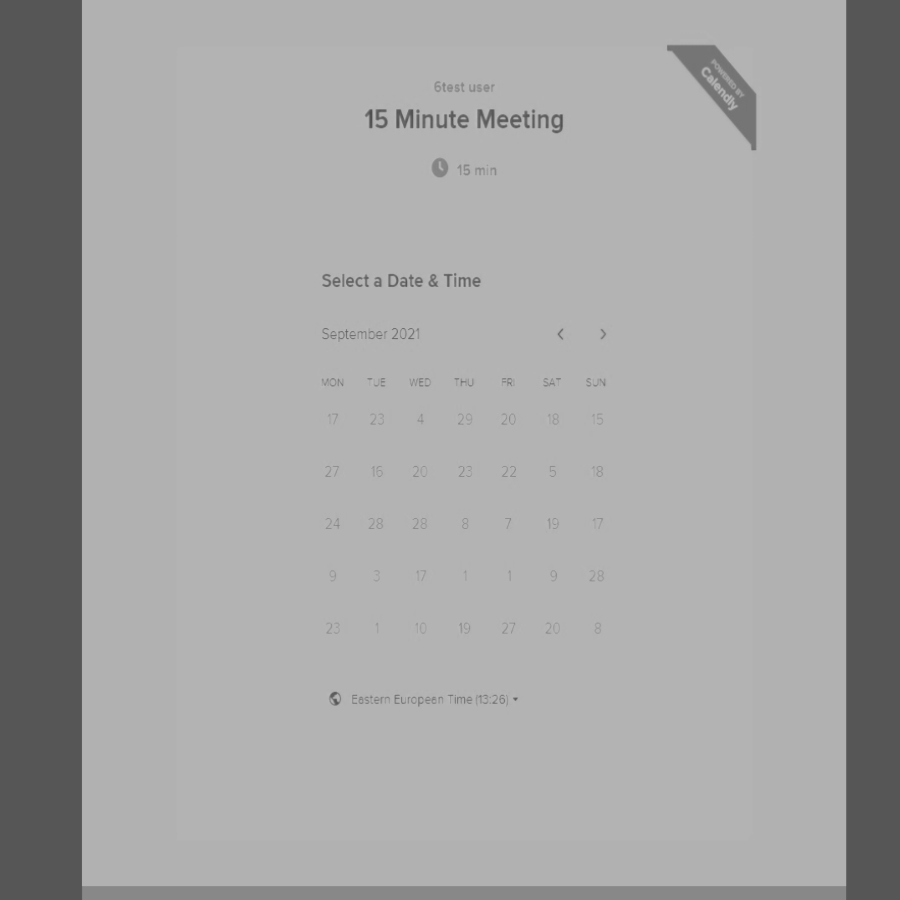 POWERED BY
Calendly
6test user
15 Minute Meeting
15 min
Select a Date & Time
September 2021
MON TUE WED THU FRI SAT SUN
17 23 4 29 20 18 15
27 16 20 23 22 5 18
24 28 28 8 7 19 17
9 3 17 1 1 9 28
23 1 10 19 27 20 8
Eastern European Time (13:26)